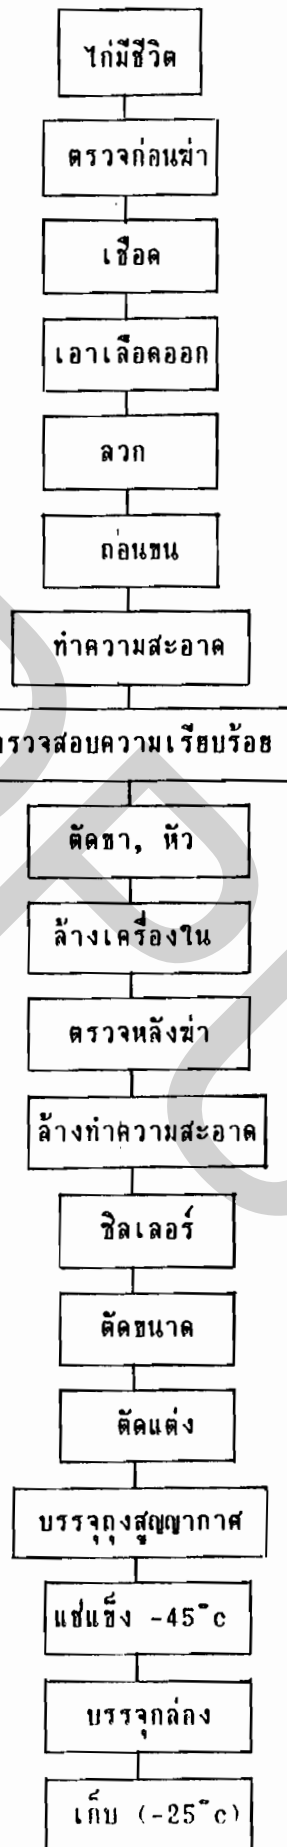 ไก่มีชีวิต
ตรวจก่อนฆ่า
เชือด
เอาเลือดออก
ลวก
ถอนขน
ทำความสะอาด
ตรวจสอบความเรียบร้อย
ตัดขา, หัว
ล้างเครื่องใน
ตรวจหลังฆ่า
ล้างทำความสะอาด
ชิลเลอร์
คัดขนาด
ตัดแต่ง
บรรจุถุงสูญญากาศ
แช่แข็ง -45°c
บรรจุกล่อง
เก็บ (-25°c)